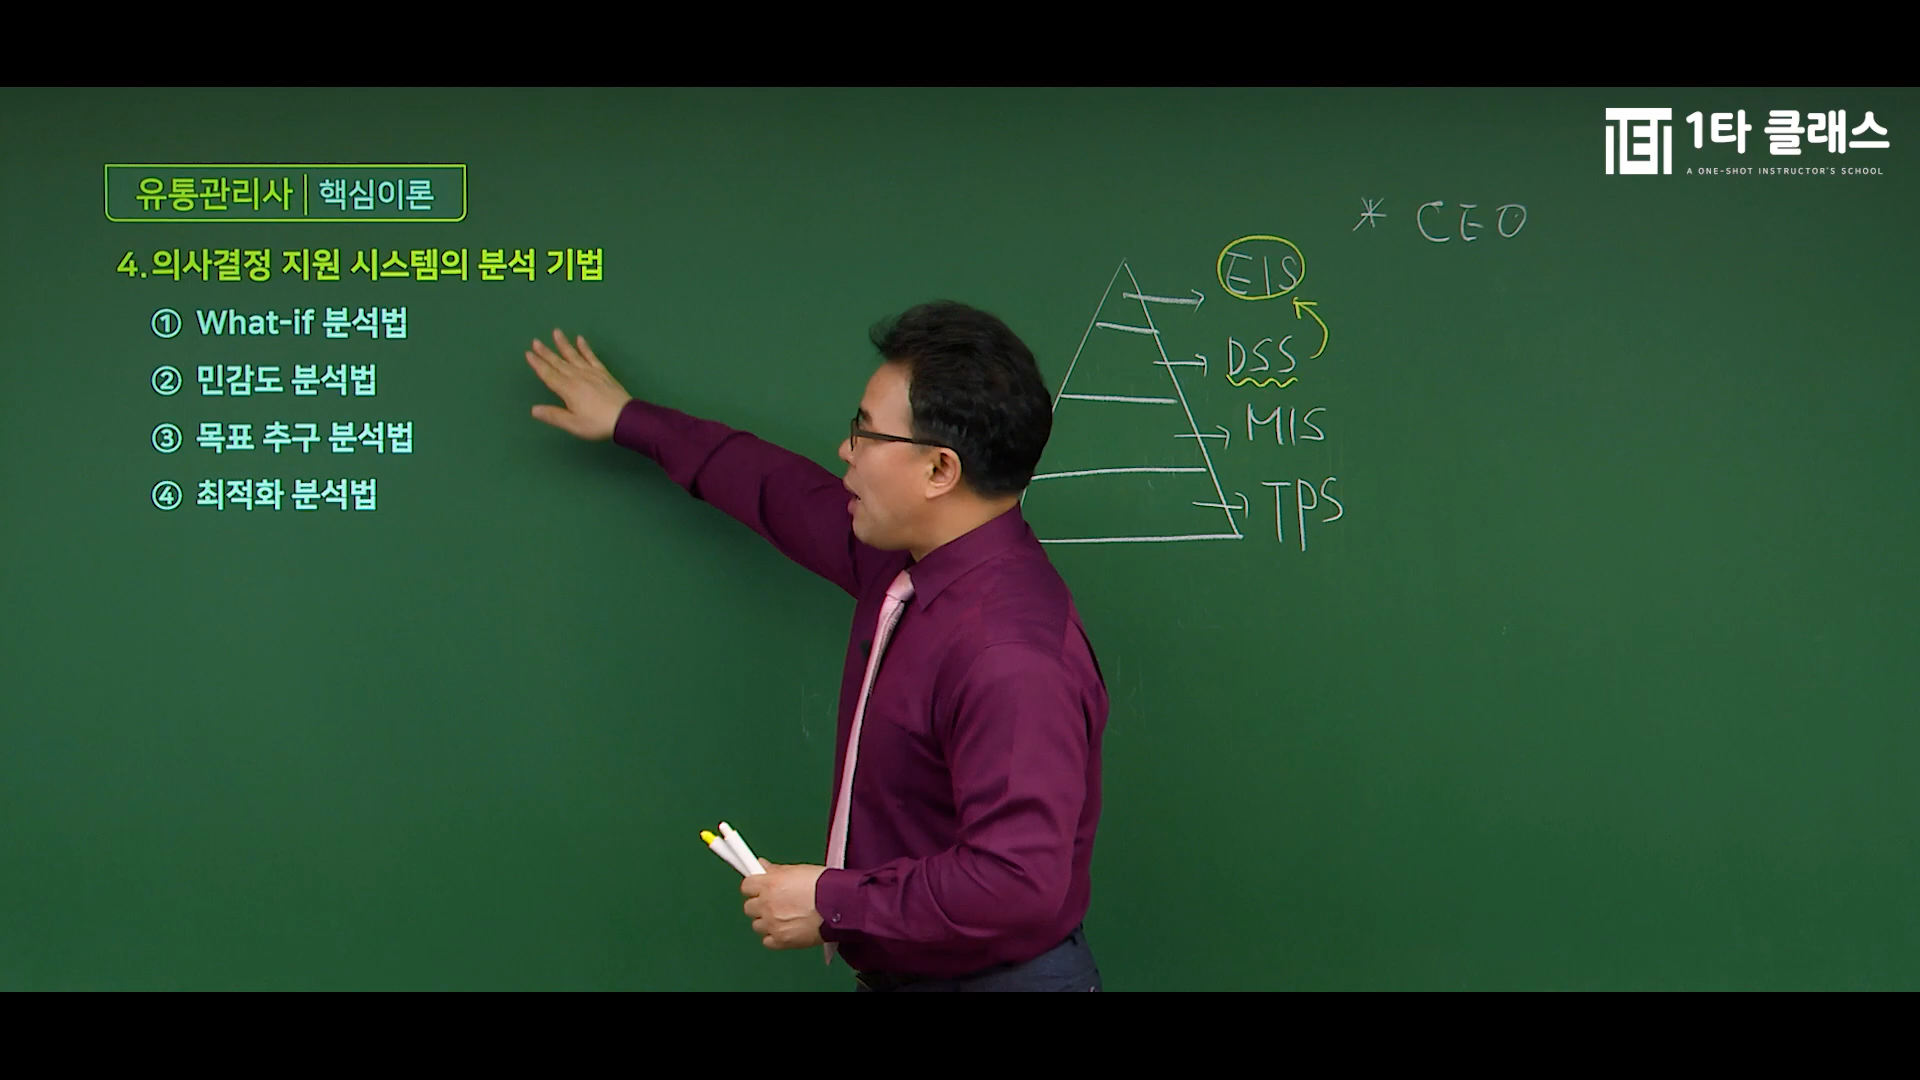 1타 클래스
A ONE-SHOT INSTRUCTOR'S SCHOOL
유통관리사 | 핵심이론
4. 의사결정 지원 시스템의 분석 기법
① What-if 분석법
② 민감도 분석법
③ 목표 추구 분석법
④ 최적화 분석법
* CEO
EIS
DSS
MIS
TPS